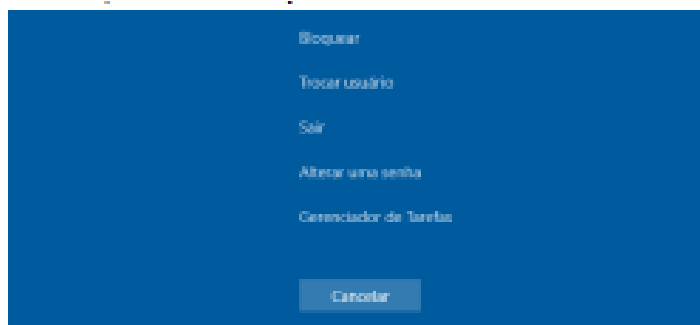 Bloquear
Trocar usuário
Sair
Alterar uma senha
Gerenciador de Tarefas
Cancelar